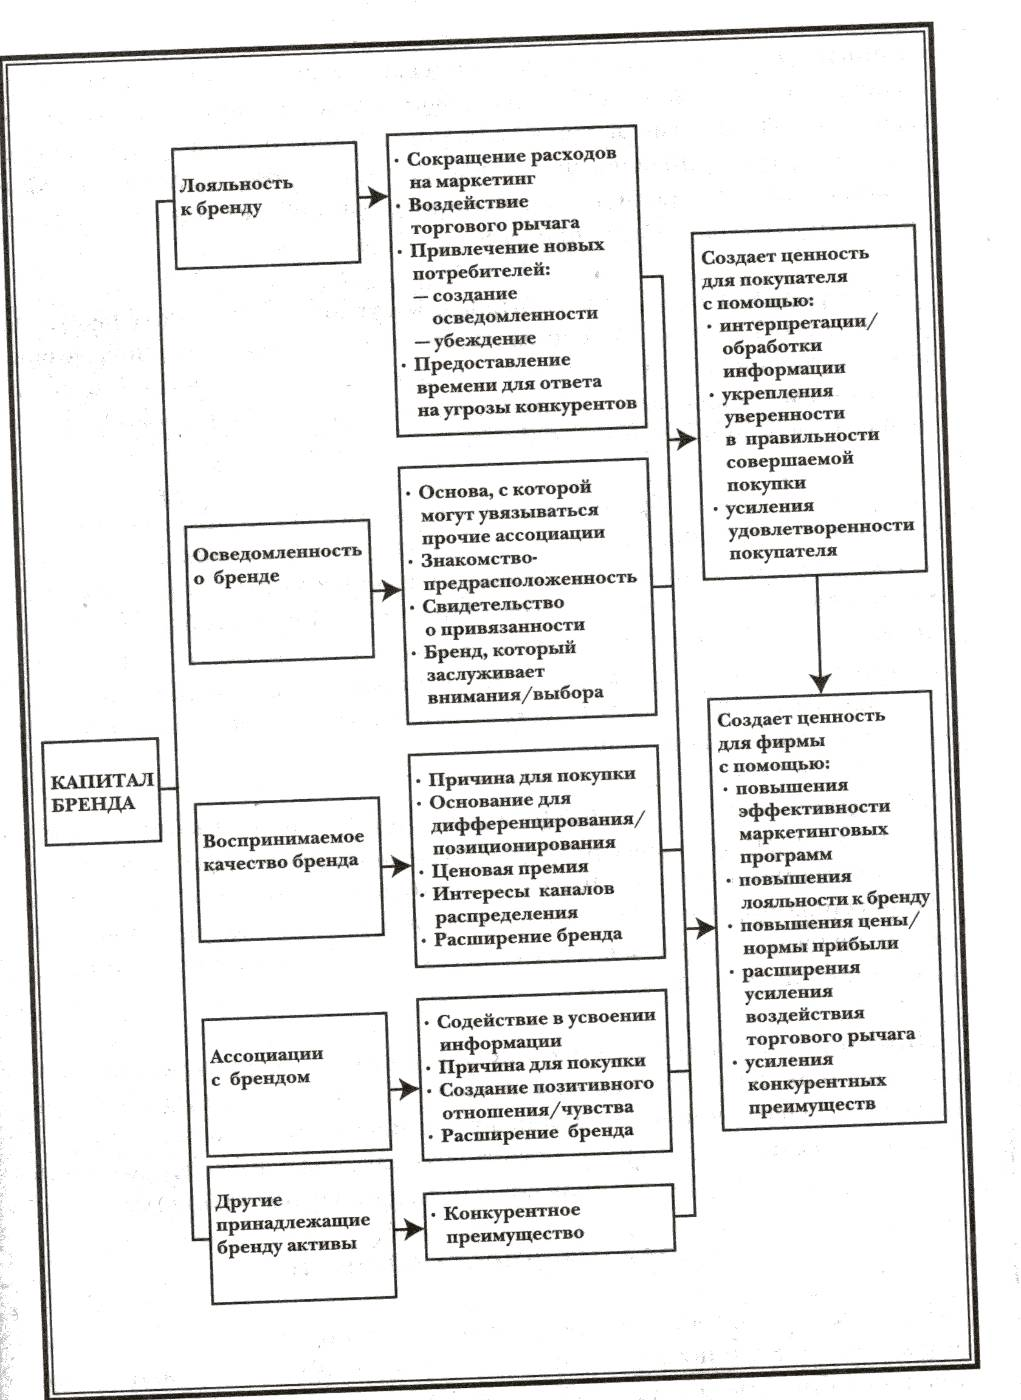 Лояльность
к бренду
· Сокращение расходов
на маркетинг
· Воздействие
торгового рычага
· Привлечение новых
потребителей:
— создание
осведомленности
— убеждение
· Предоставление
времени для ответа
на угрозы конкурентов
Осведомленность
о бренде
· Основа, с которой
могут увязываться
прочие ассоциации
· Знакомство-
предрасположенность
· Свидетельство
о привязанности
· Бренд, который
заслуживает
внимания/выбора
КАПИТАЛ
БРЕНДА
Воспринимаемое
качество бренда
· Причина для покупки
· Основание для
дифференцирования/
позиционирования
· Ценовая премия
· Интересы каналов
распределения
· Расширение бренда
Ассоциации
с брендом
· Содействие в усвоении
информации
· Причина для покупки
· Создание позитивного
отношения/чувства
· Расширение бренда
Другие
принадлежащие
бренду активы
· Конкурентное
преимущество
Создает ценность
для покупателя
с помощью:
· интерпретации/
обработки
информации
· укрепления
уверенности
в правильности
совершаемой
покупки
· усиления
удовлетворенности
покупателя
Создает ценность
для фирмы
с помощью:
· повышения
эффективности
маркетинговых
программ
· повышения
лояльности к бренду
· повышения цены/
нормы прибыли
· расширения
усиления
воздействия
торгового рычага
· усиления
конкурентных
преимуществ